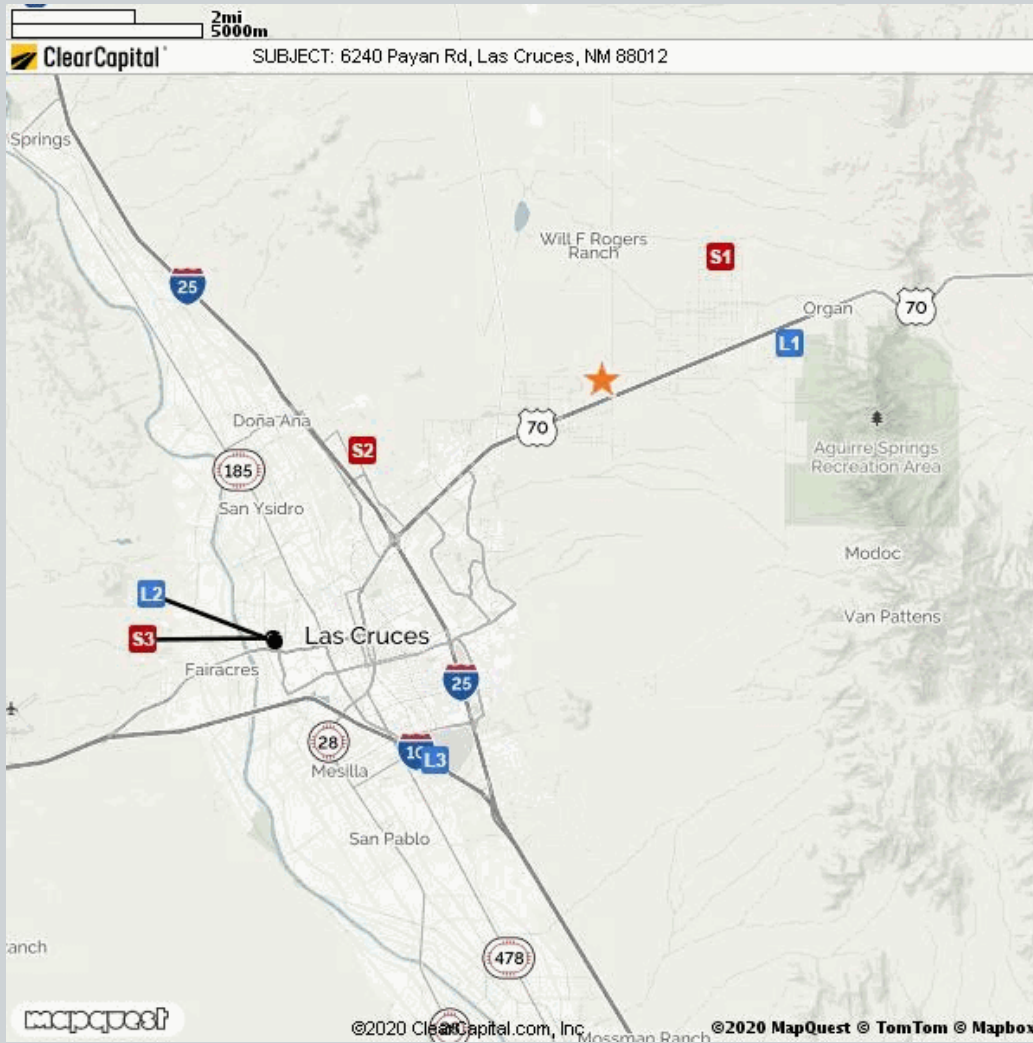 2mi
5000m
ClearCapital
SUBJECT: 6240 Payan Rd, Las Cruces, NM 88012
Springs
Will F Rogers
Ranch
S1
25
Organ
70
L1
70
Doña Ana
S2
185
Aguirre Springs
Recreation Area
San Ysidro
Modoc
L2
Van Pattens
S3
Las Cruces
Fairacres
25
28
10
L3
Mesilla
San Pablo
anch
478
mapquest
©2020 ClearCapital.com, Inc
©2020 MapQuest © TomTom © Mapbox
Mossman Ranch